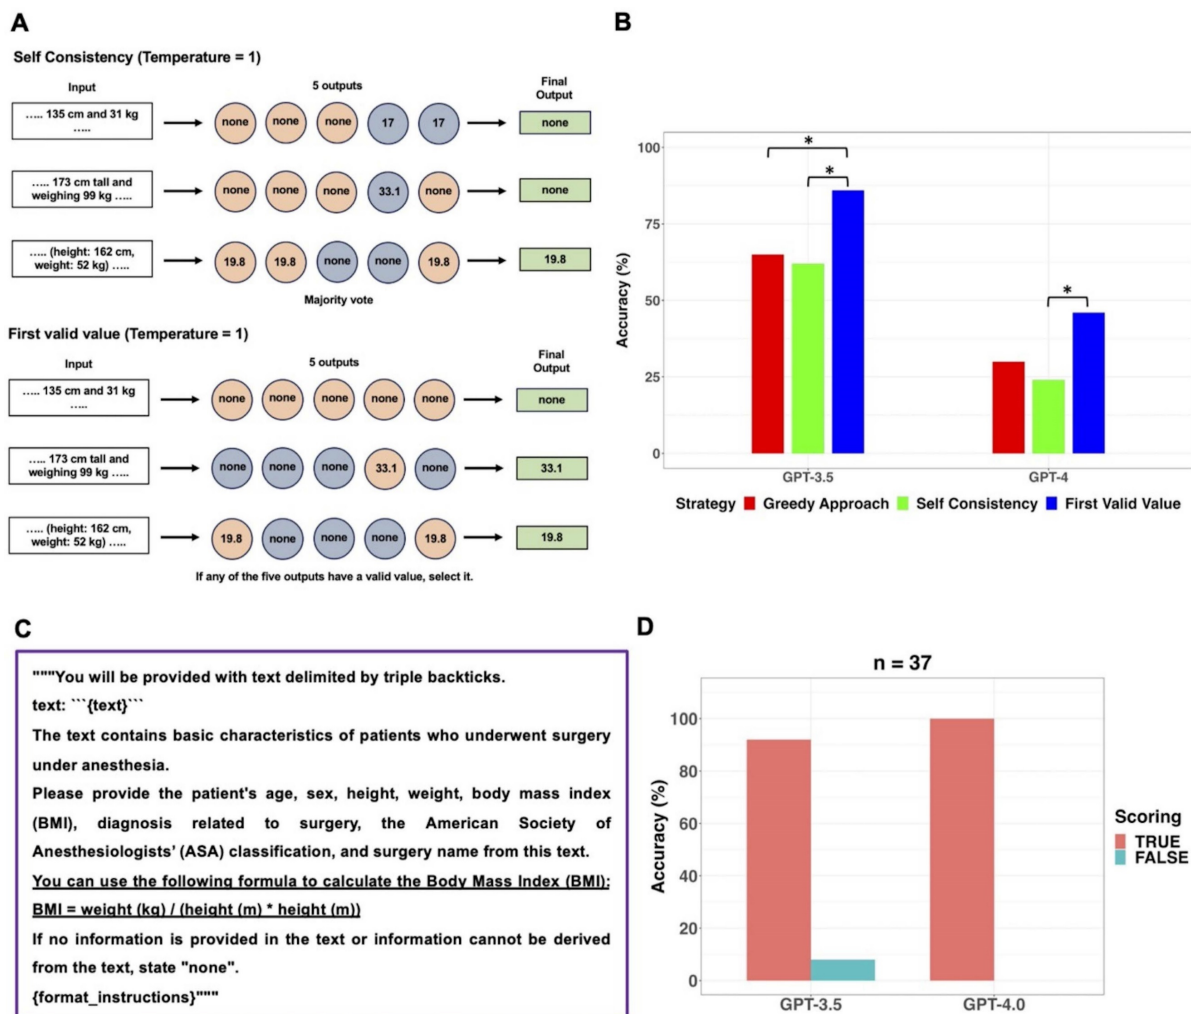 A
Self Consistency (Temperature = 1)
Input
5 outputs
Final
Output
..... 135 cm and 31 kg
.....
none
none
none
17
17
none
..... 173 cm tall and
weighing 99 kg .....
none
none
none
33.1
none
none
..... (height: 162 cm,
weight: 52 kg) .....
19.8
19.8
none
none
19.8
19.8
Majority vote
First valid value (Temperature = 1)
Input
5 outputs
Final
Output
..... 135 cm and 31 kg
.....
none
none
none
none
none
none
..... 173 cm tall and
weighing 99 kg .....
none
none
none
33.1
none
33.1
..... (height: 162 cm,
weight: 52 kg) .....
19.8
none
none
none
19.8
19.8
If any of the five outputs have a valid value, select it.
B
Accuracy (%)
100
75
50
25
0
*
*
*
GPT-3.5
GPT-4
Strategy Greedy Approach Self Consistency First Valid Value
C
"""You will be provided with text delimited by triple backticks.
text: ```{text}```
The text contains basic characteristics of patients who underwent surgery
under anesthesia.
Please provide the patient's age, sex, height, weight, body mass index
(BMI), diagnosis related to surgery, the American Society of
Anesthesiologists' (ASA) classification, and surgery name from this text.
You can use the following formula to calculate the Body Mass Index (BMI):
BMI = weight (kg) / (height (m) * height (m))
If no information is provided in the text or information cannot be derived
from the text, state "none".
{format_instructions}"""
D
n = 37
Accuracy (%)
100
80
60
40
20
0
GPT-3.5
GPT-4.0
Scoring
TRUE
FALSE